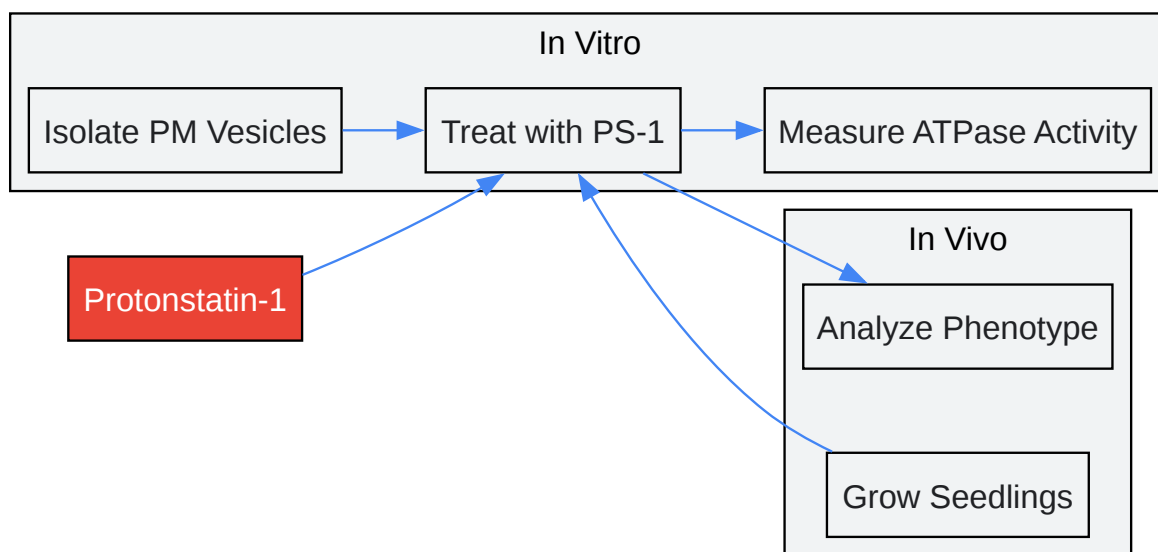 In Vitro
Isolate PM Vesicles
Treat with PS-1
Measure ATPase Activity
In Vivo
Protonstatin-1
Analyze Phenotype
Grow Seedlings